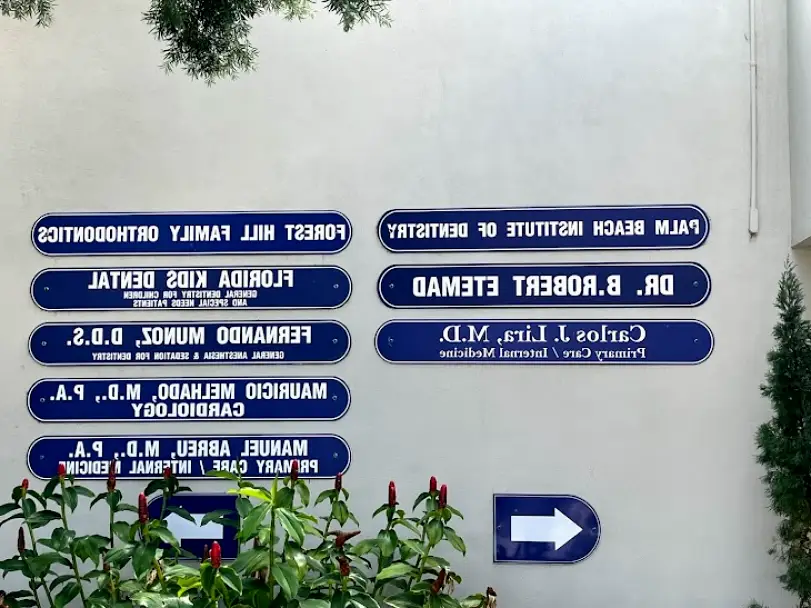 PALM BEACH INSTITUTE OF DENTISTRY
DR. B.ROBERT ETEMAD
Carlos J. Lira, M.D.
Primary Care / Internal Medicine
FOREST HILL FAMILY ORTHODONTICS
FLORIDA KIDS DENTAL
GENERAL DENTISTRY FOR CHILDREN
AND SPECIAL NEEDS PATIENTS
FERNANDO MUNOZ, D.D.S.
GENERAL ANESTHESIA & SEDATION FOR DENTISTRY
MAURICIO MELHADO, M.D., P.A.
CARDIOLOGY
MANUEL ABREU, M.D., P.A.
PRIMARY CARE / INTERNAL MEDICINE